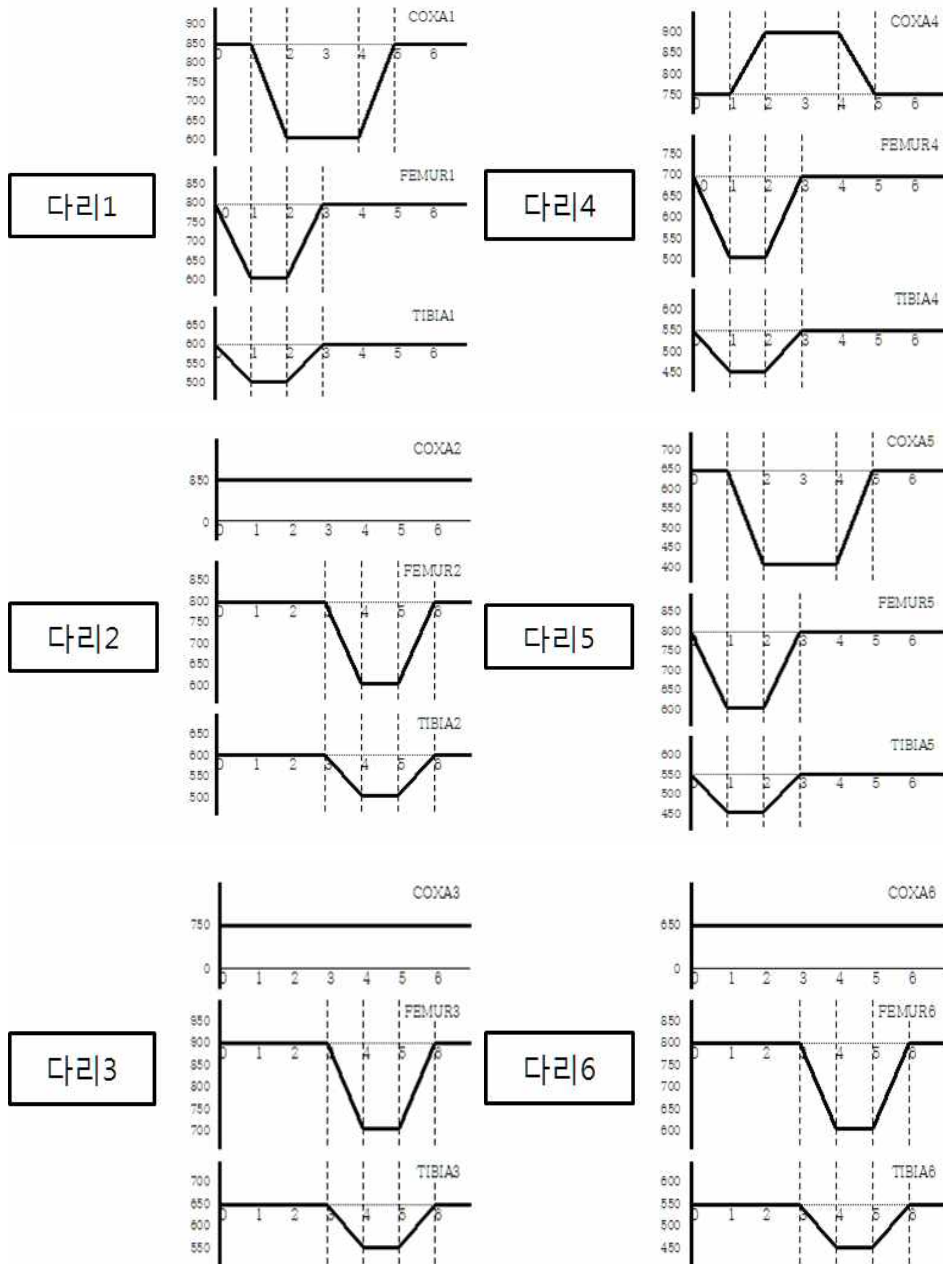 다리1
COXA1
900
850
800
750
700
650
600
0 1 2 3 4 5 6
FEMUR1
850
800
750
700
650
600
0 1 2 3 4 5 6
TIBIA1
650
600
550
500
0 1 2 3 4 5 6
다리4
COXA4
900
850
800
750
0 1 2 3 4 5 6
FEMUR4
750
700
650
600
550
500
0 1 2 3 4 5 6
TIBIA4
600
550
500
450
0 1 2 3 4 5 6
다리2
COXA2
850
0
0 1 2 3 4 5 6
FEMUR2
850
800
750
700
650
600
0 1 2 3 4 5 6
TIBIA2
650
600
550
500
0 1 2 3 4 5 6
다리5
COXA5
700
650
600
550
500
450
400
0 1 2 3 4 5 6
FEMUR5
850
800
750
700
650
600
0 1 2 3 4 5 6
TIBIA5
600
550
500
450
0 1 2 3 4 5 6
다리3
COXA3
750
0
0 1 2 3 4 5 6
FEMUR3
950
900
850
800
750
700
0 1 2 3 4 5 6
TIBIA3
700
650
600
550
0 1 2 3 4 5 6
다리6
COXA6
650
0
0 1 2 3 4 5 6
FEMUR6
850
800
750
700
650
600
0 1 2 3 4 5 6
TIBIA6
600
550
500
450
0 1 2 3 4 5 6